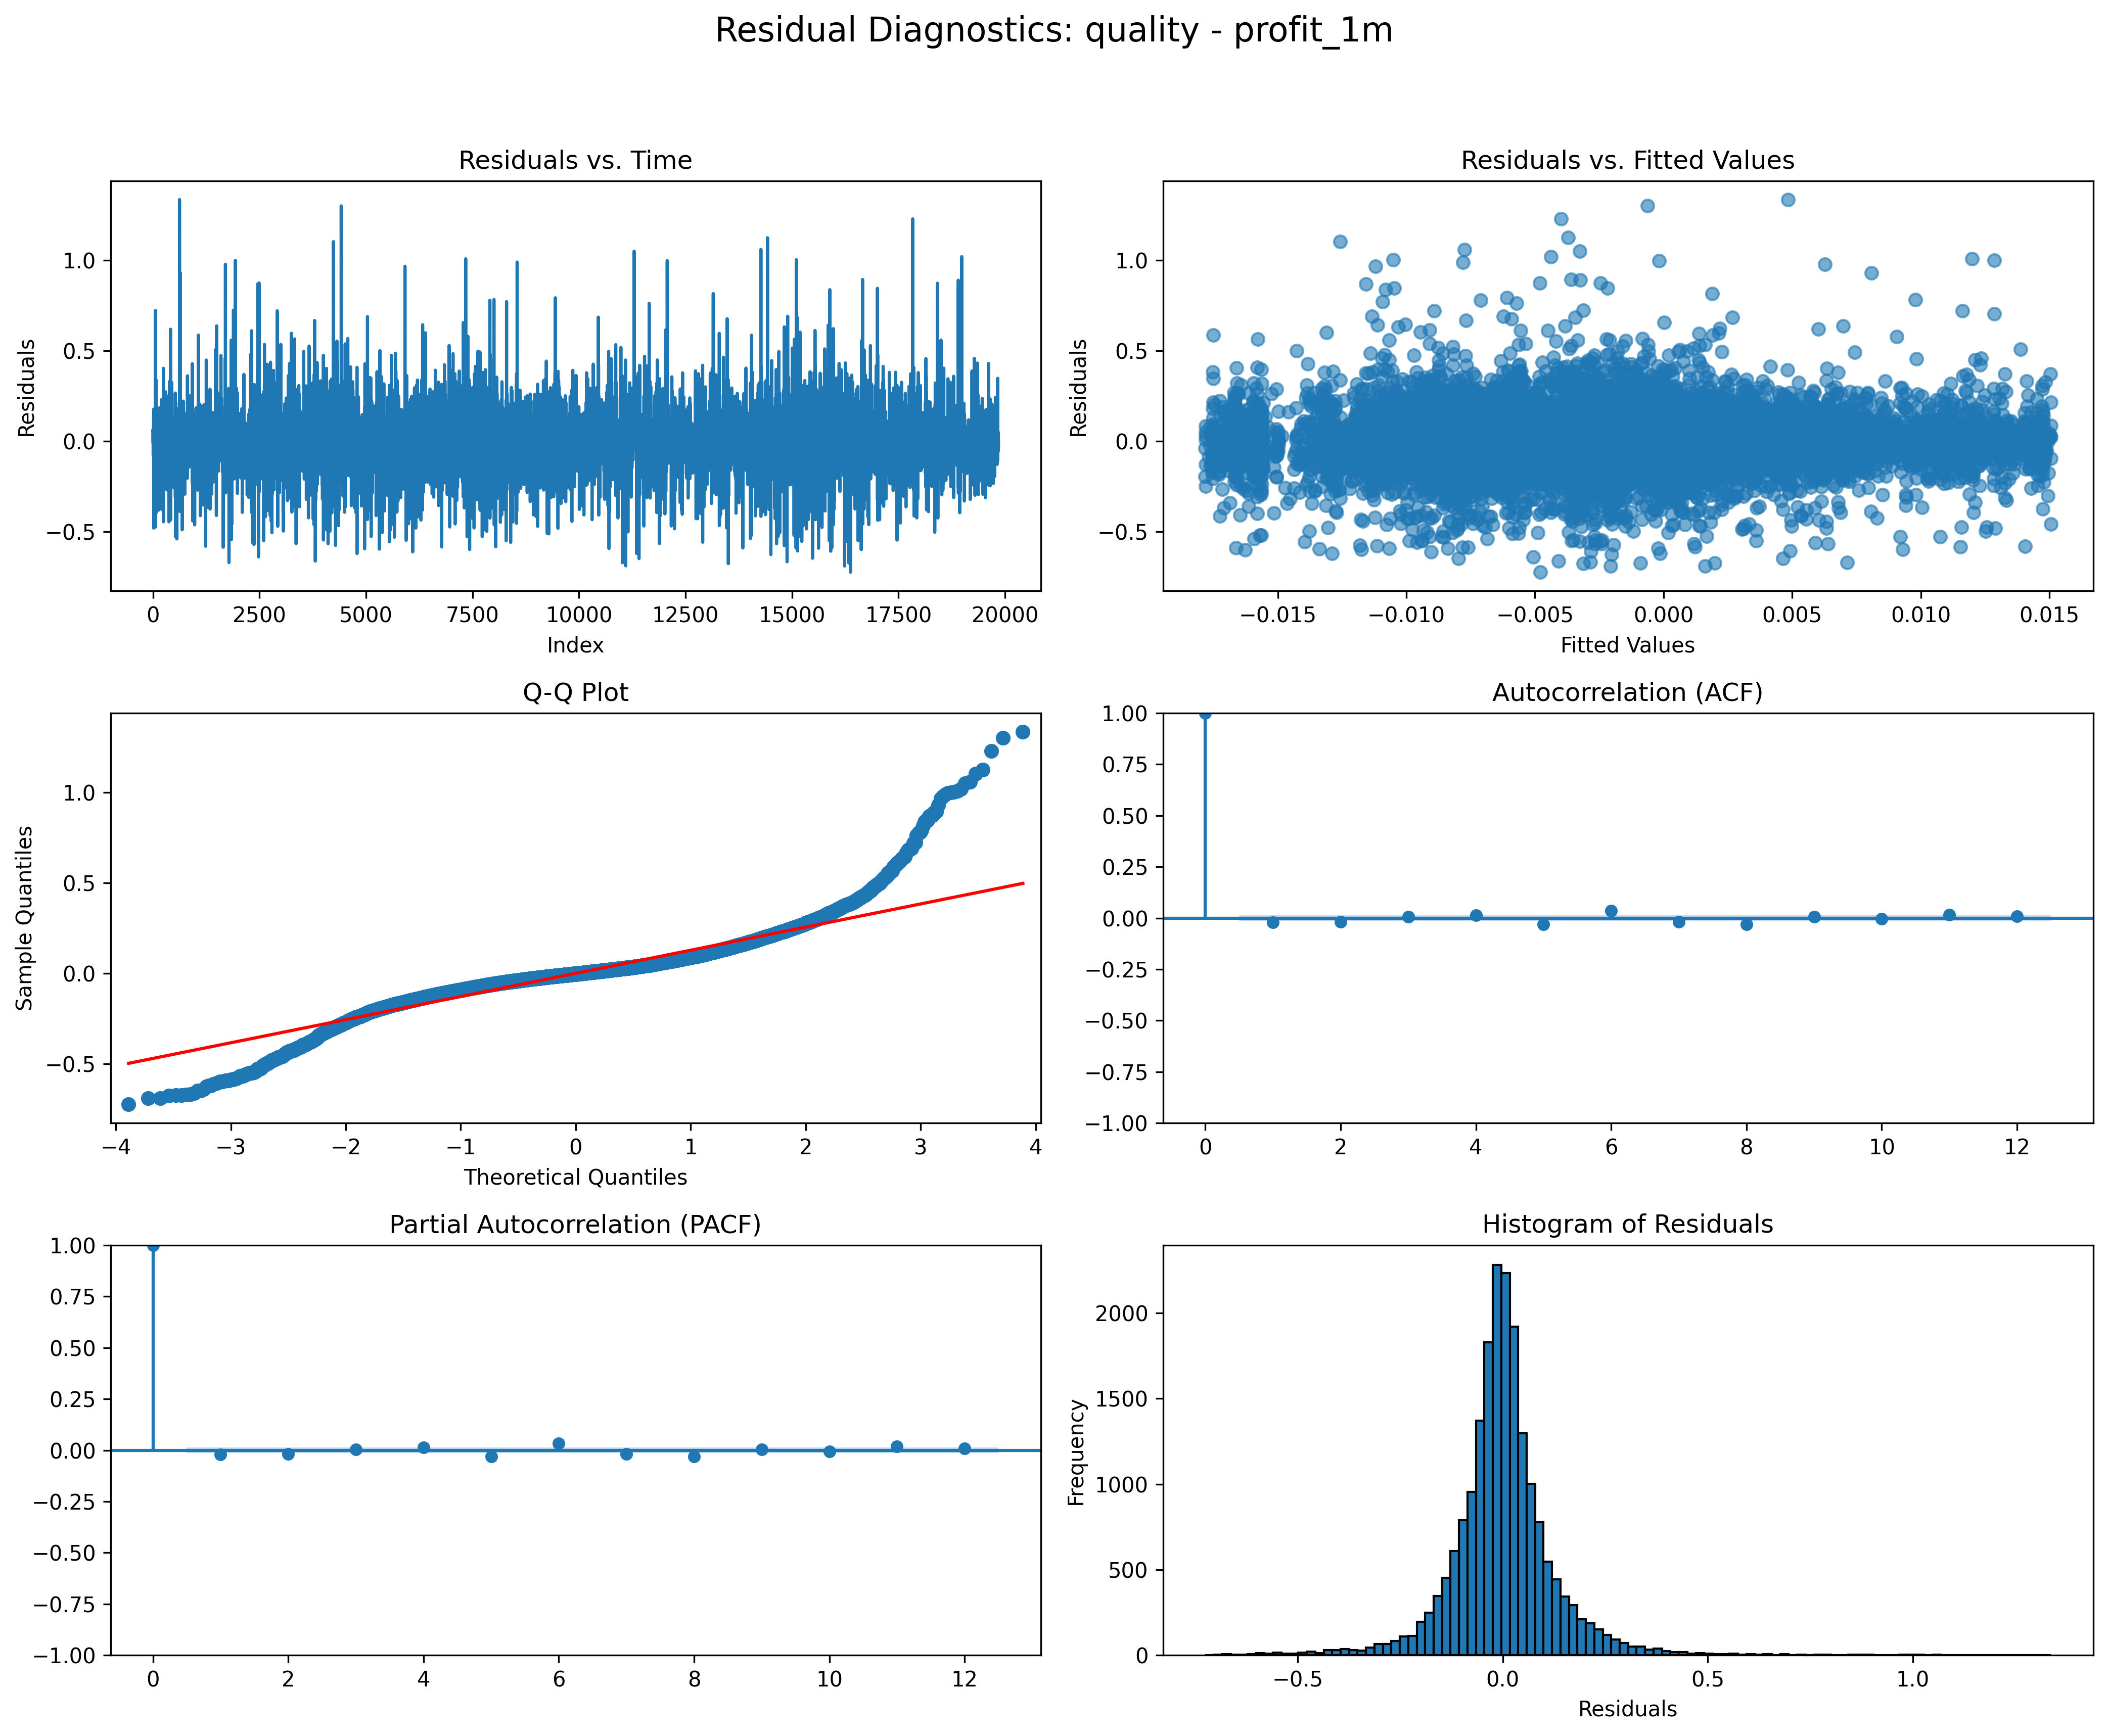 Residual Diagnostics: quality - profit_1m
Residuals vs. Time
Residuals
1.0
0.5
0.0
−0.5
0 2500 5000 7500 10000 12500 15000 17500 20000
Index
Residuals vs. Fitted Values
Residuals
1.0
0.5
0.0
−0.5
−0.015 −0.010 −0.005 0.000 0.005 0.010 0.015
Fitted Values
Q-Q Plot
Sample Quantiles
1.0
0.5
0.0
−0.5
−4 −3 −2 −1 0 1 2 3 4
Theoretical Quantiles
Autocorrelation (ACF)
1.00
0.75
0.50
0.25
0.00
−0.25
−0.50
−0.75
−1.00
0 2 4 6 8 10 12
Partial Autocorrelation (PACF)
1.00
0.75
0.50
0.25
0.00
−0.25
−0.50
−0.75
−1.00
0 2 4 6 8 10 12
Histogram of Residuals
Frequency
2000
1500
1000
500
0
−0.5 0.0 0.5 1.0
Residuals